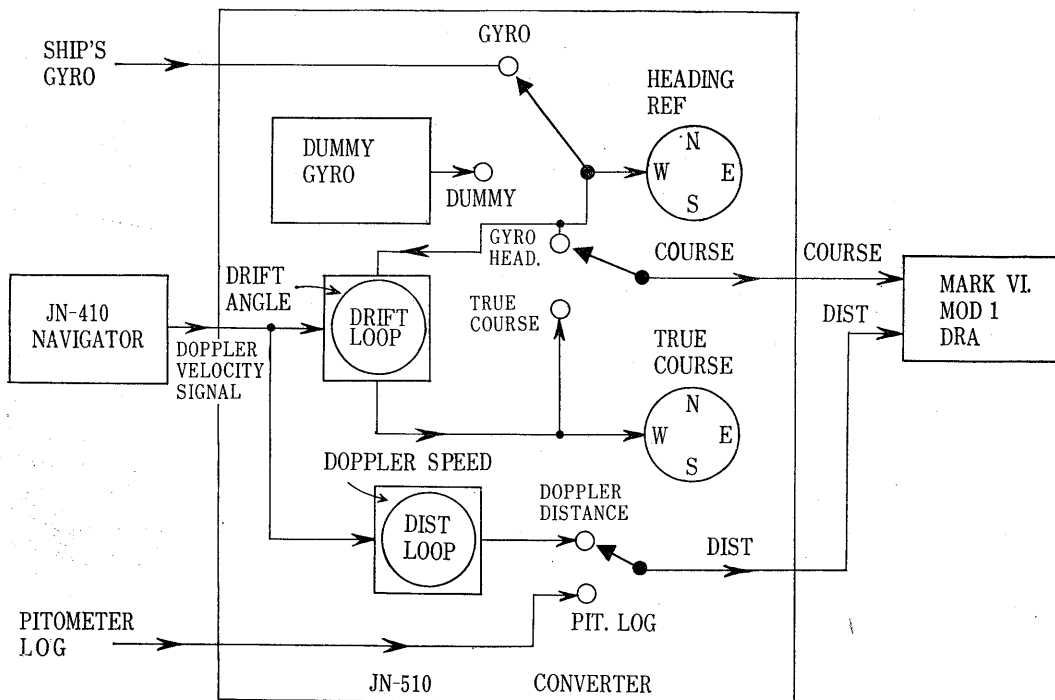 SHIP'S
GYRO
GYRO
HEADING
REF
N
W E
S
DUMMY
GYRO
DUMMY
GYRO
HEAD.
COURSE
COURSE
DRIFT
ANGLE
DRIFT
LOOP
TRUE
COURSE
JN-410
NAVIGATOR
DOPPLER
VELOCITY
SIGNAL
MARK VI.
MOD 1
DRA
DIST
TRUE
COURSE
N
W E
S
DOPPLER SPEED
DIST
LOOP
DOPPLER
DISTANCE
DIST
PITOMETER
LOG
PIT. LOG
JN-510 CONVERTER